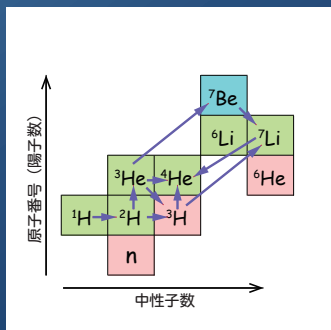 原子番号（陽子数）
⁷Be
⁶Li ⁷Li
³He ⁴He ⁶He
¹H ²H ³H
n
中性子数